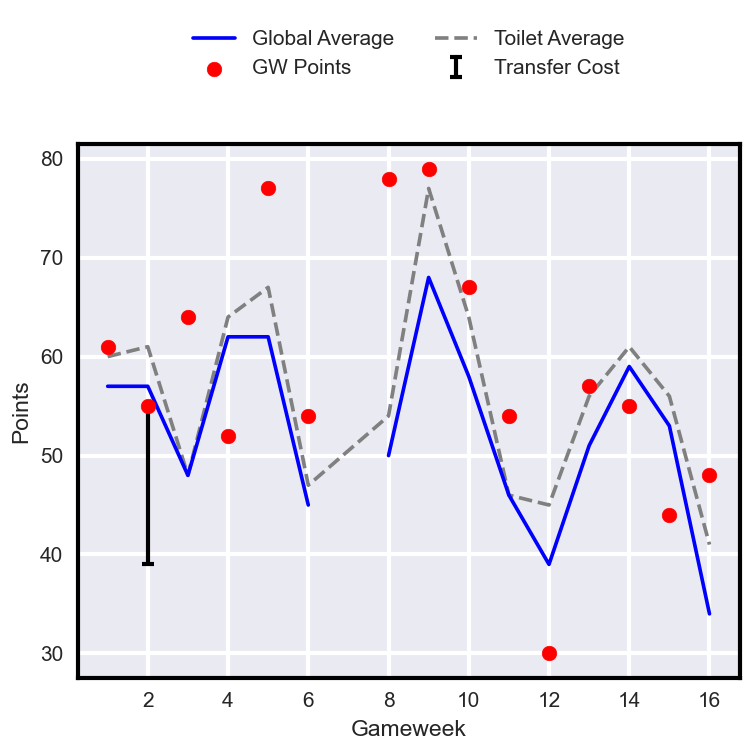 Global Average
Toilet Average
GW Points
Transfer Cost
80
70
60
50
40
30
Points
2 4 6 8 10 12 14 16
Gameweek